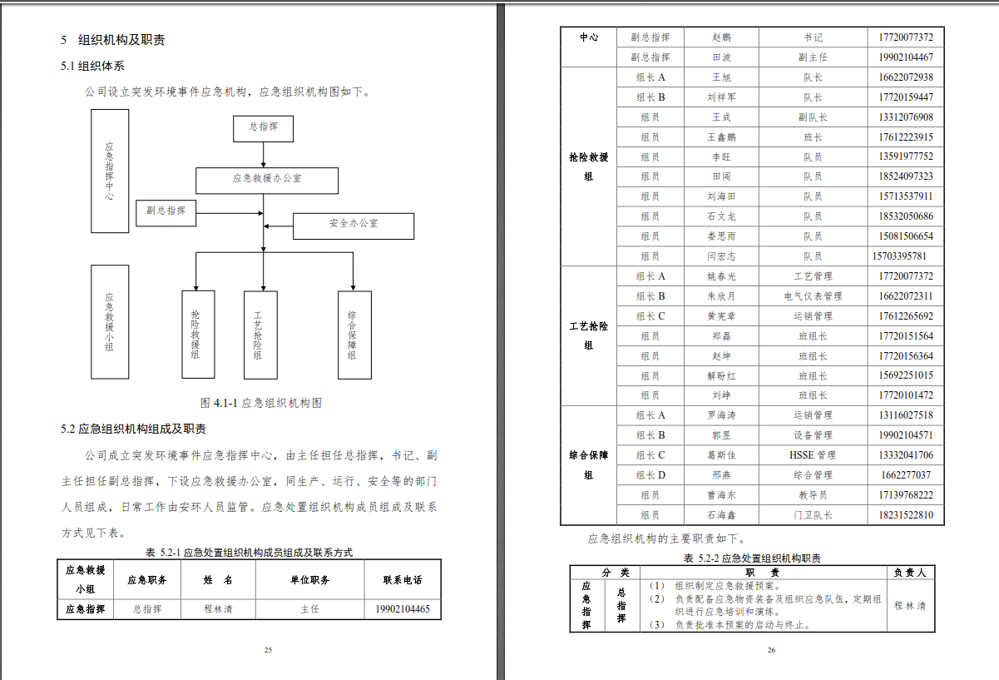 5 组织机构及职责
5.1 组织体系
公司设立突发环境事件应急机构，应急组织机构图如下。
应急指挥中心
总指挥
应急救援办公室
副总指挥
安全办公室
应急救援小组
抢险救援组
工艺抢险组
综合保障组
图 4.1-1 应急组织机构图
5.2 应急组织机构组成及职责
公司成立突发环境事件应急指挥中心，由主任担任总指挥，书记、副
主任担任副总指挥，下设应急救援办公室，同生产、运行、安全等的部门
人员组成，日常工作由安环人员监管。应急处置组织机构成员组成及联系
方式见下表。
表 5.2-1 应急处置组织机构成员组成及联系方式
应急救援小组 应急职务 姓 名 单位职务 联系电话
应急指挥 总指挥 程林清 主任 19902104465
25
中心 副总指挥 赵鹏 书记 17720077372
副总指挥 田波 副主任 19902104467
抢险救援组 组长 A 王旭 队长 16622072938
组长 B 刘祥军 队长 17720159447
组员 王成 副队长 13312076908
组员 王鑫鹏 班长 17612223915
组员 李旺 队员 13591977752
组员 田闯 队员 18524097323
组员 刘海田 队员 15713537911
组员 石文龙 队员 18532050686
组员 娄思雨 队员 15081506654
组员 闫宏志 队员 15703395781
工艺抢险组 组长 A 姚春光 工艺管理 17720077372
组长 B 朱欣月 电气仪表管理 16622072311
组长 C 黄宪章 运销管理 17612265692
组员 郑磊 班组长 17720151564
组员 赵坤 班组长 17720156364
组员 解盼红 班组长 15692251015
组员 刘峥 班组长 17720101472
综合保障组 组长 A 罗海涛 运销管理 13116027518
组长 B 郭昱 设备管理 19902104571
组长 C 葛斯佳 HSSE 管理 13332041706
组长 D 邢燕 综合管理 1662277037
组员 曹海东 教导员 17139768222
组员 石海鑫 门卫队长 18231522810
应急组织机构的主要职责如下。
表 5.2-2 应急处置组织机构职责
分 类 职 责 负责人
应急指挥 总指挥 （1） 组织制定应急救援预案。 程林清
（2） 负责配备应急物资装备及组织应急队伍，定期组
织进行应急培训和演练。
（3） 负责批准本预案的启动与终止。
26